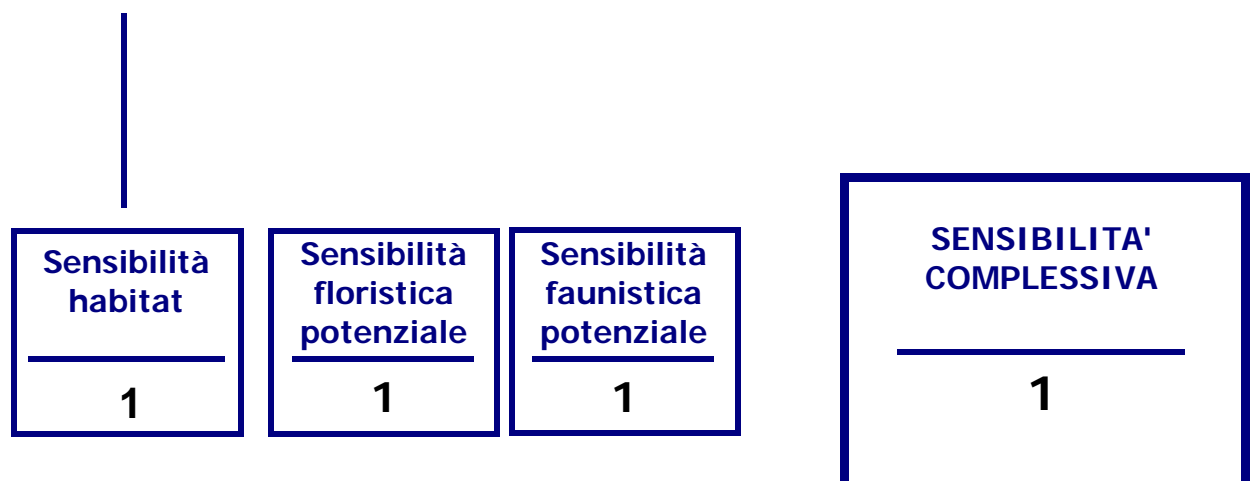 Sensibilità
habitat
1
Sensibilità
floristica
potenziale
1
Sensibilità
faunistica
potenziale
1
SENSIBILITA'
COMPLESSIVA
1